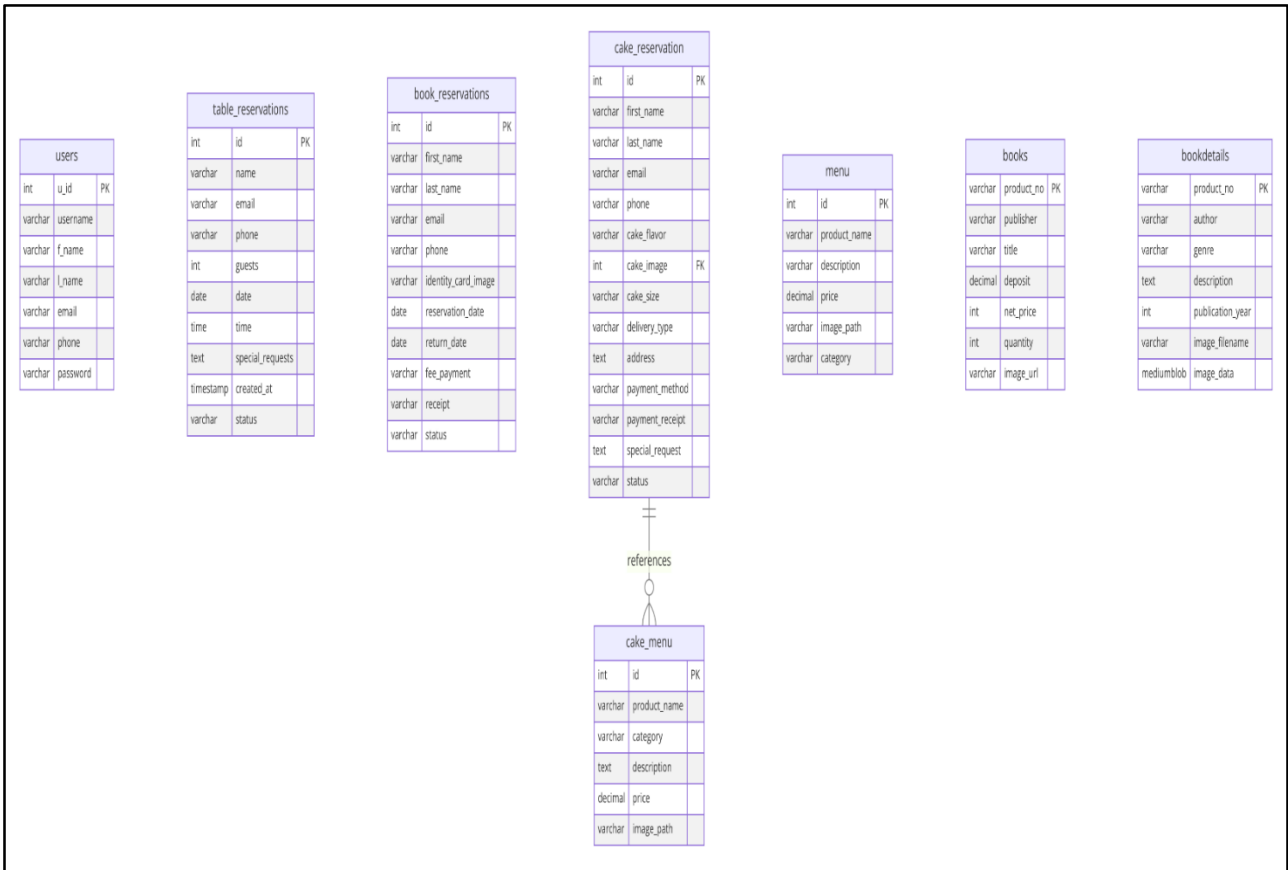 users
int u_id PK
varchar username
varchar f_name
varchar l_name
varchar email
varchar phone
varchar password
table_reservations
int id PK
varchar name
varchar email
varchar phone
int guests
date date
time time
text special_requests
timestamp created_at
varchar status
book_reservations
int id PK
varchar first_name
varchar last_name
varchar email
varchar phone
varchar identity_card_image
date reservation_date
date return_date
varchar fee_payment
varchar receipt
varchar status
cake_reservation
int id PK
varchar first_name
varchar last_name
varchar email
varchar phone
varchar cake_flavor
int cake_image FK
varchar cake_size
varchar delivery_type
text address
varchar payment_method
varchar payment_receipt
text special_request
varchar status
references
cake_menu
int id PK
varchar product_name
varchar category
text description
decimal price
varchar image_path
menu
int id PK
varchar product_name
varchar description
decimal price
varchar image_path
varchar category
books
varchar product_no PK
varchar publisher
varchar title
decimal deposit
int net_price
int quantity
varchar image_url
bookdetails
varchar product_no PK
varchar author
varchar genre
text description
int publication_year
varchar image_filename
mediumblob image_data